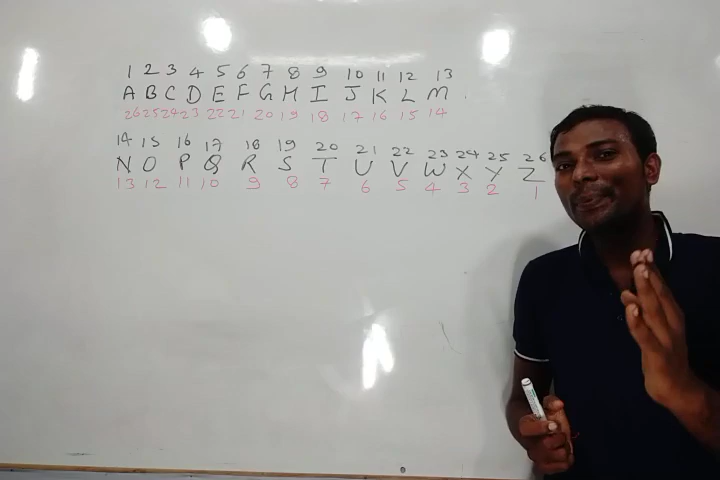 1 2 3 4 5 6 7 8 9 10 11 12 13
A B C D E F G H I J K L M
26 25 24 23 22 21 20 19 18 17 16 15 14
14 15 16 17 18 19 20 21 22 23 24 25 26
N O P Q R S T U V W X Y Z
13 12 11 10 9 8 7 6 5 4 3 2 1